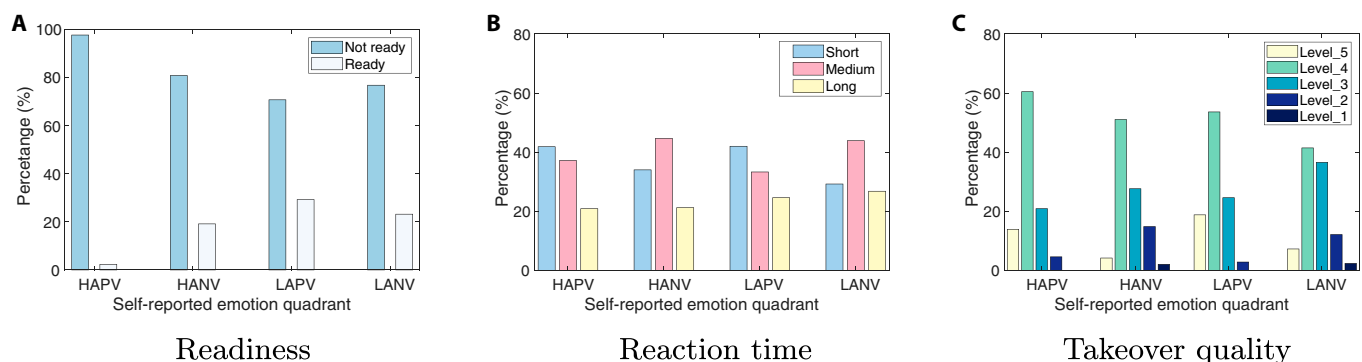 A
Percetange (%)
100
80
60
40
20
0
Not ready
Ready
HAPV HANV LAPV LANV
Self-reported emotion quadrant
Readiness
B
Percentage (%)
80
60
40
20
0
Short
Medium
Long
HAPV HANV LAPV LANV
Self-reported emotion quadrant
Reaction time
C
Percentage (%)
80
60
40
20
0
Level_5
Level_4
Level_3
Level_2
Level_1
HAPV HANV LAPV LANV
Self-reported emotion quadrant
Takeover quality